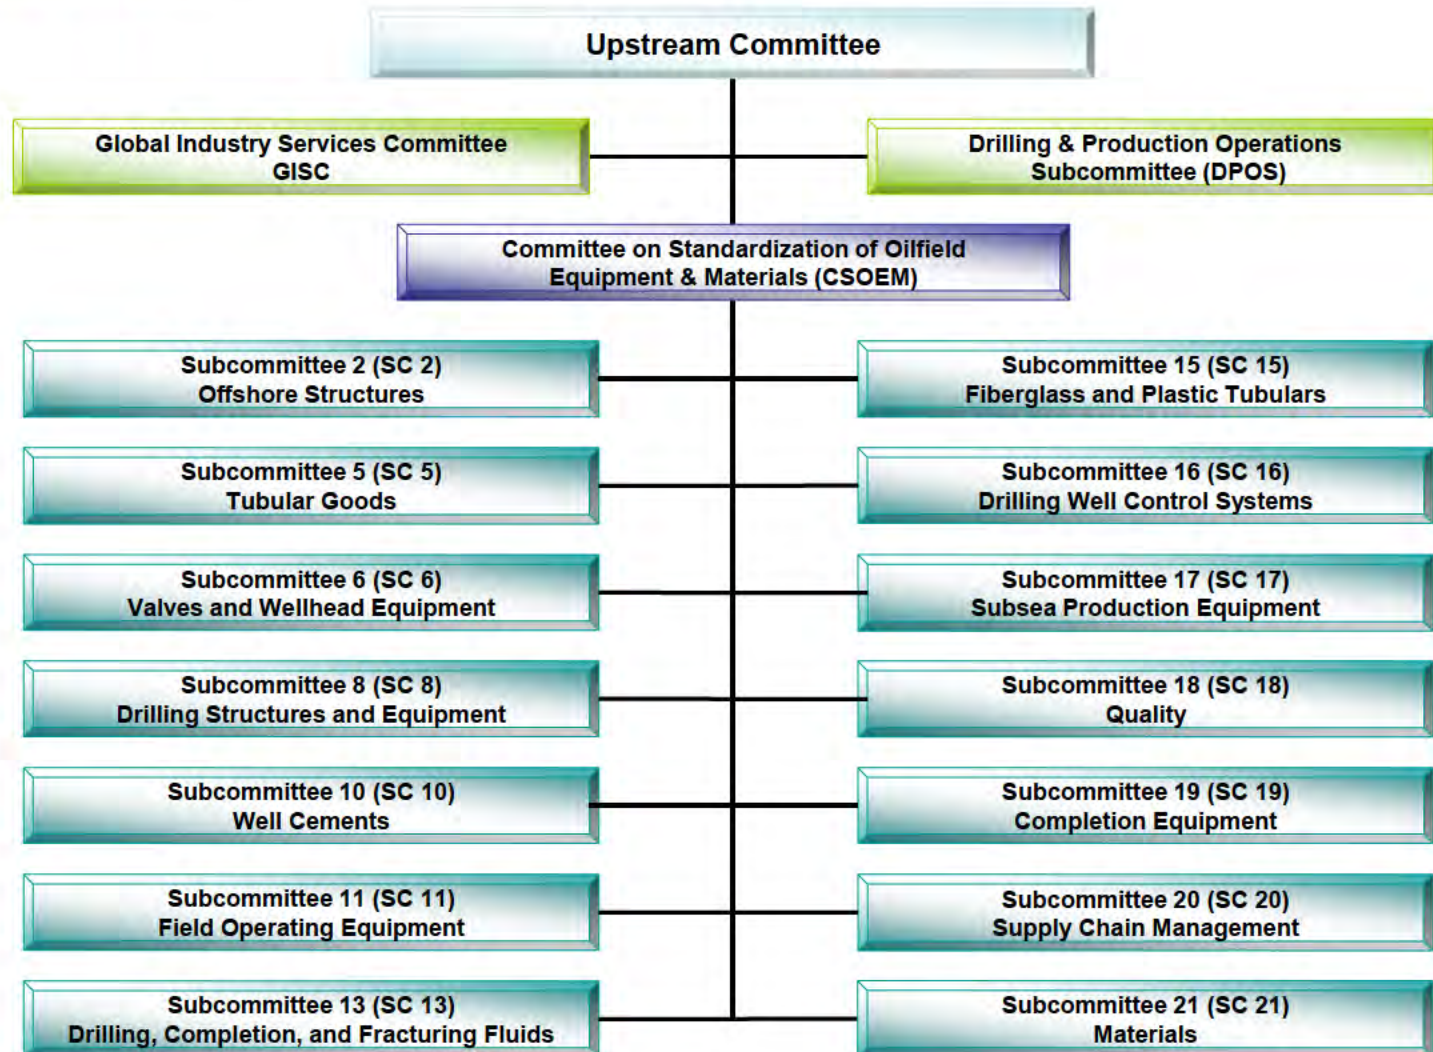 Upstream Committee
Global Industry Services Committee
GISC
Drilling & Production Operations
Subcommittee (DPOS)
Committee on Standardization of Oilfield
Equipment & Materials (CSOEM)
Subcommittee 2 (SC 2)
Offshore Structures
Subcommittee 15 (SC 15)
Fiberglass and Plastic Tubulars
Subcommittee 5 (SC 5)
Tubular Goods
Subcommittee 16 (SC 16)
Drilling Well Control Systems
Subcommittee 6 (SC 6)
Valves and Wellhead Equipment
Subcommittee 17 (SC 17)
Subsea Production Equipment
Subcommittee 8 (SC 8)
Drilling Structures and Equipment
Subcommittee 18 (SC 18)
Quality
Subcommittee 10 (SC 10)
Well Cements
Subcommittee 19 (SC 19)
Completion Equipment
Subcommittee 11 (SC 11)
Field Operating Equipment
Subcommittee 20 (SC 20)
Supply Chain Management
Subcommittee 13 (SC 13)
Drilling, Completion, and Fracturing Fluids
Subcommittee 21 (SC 21)
Materials